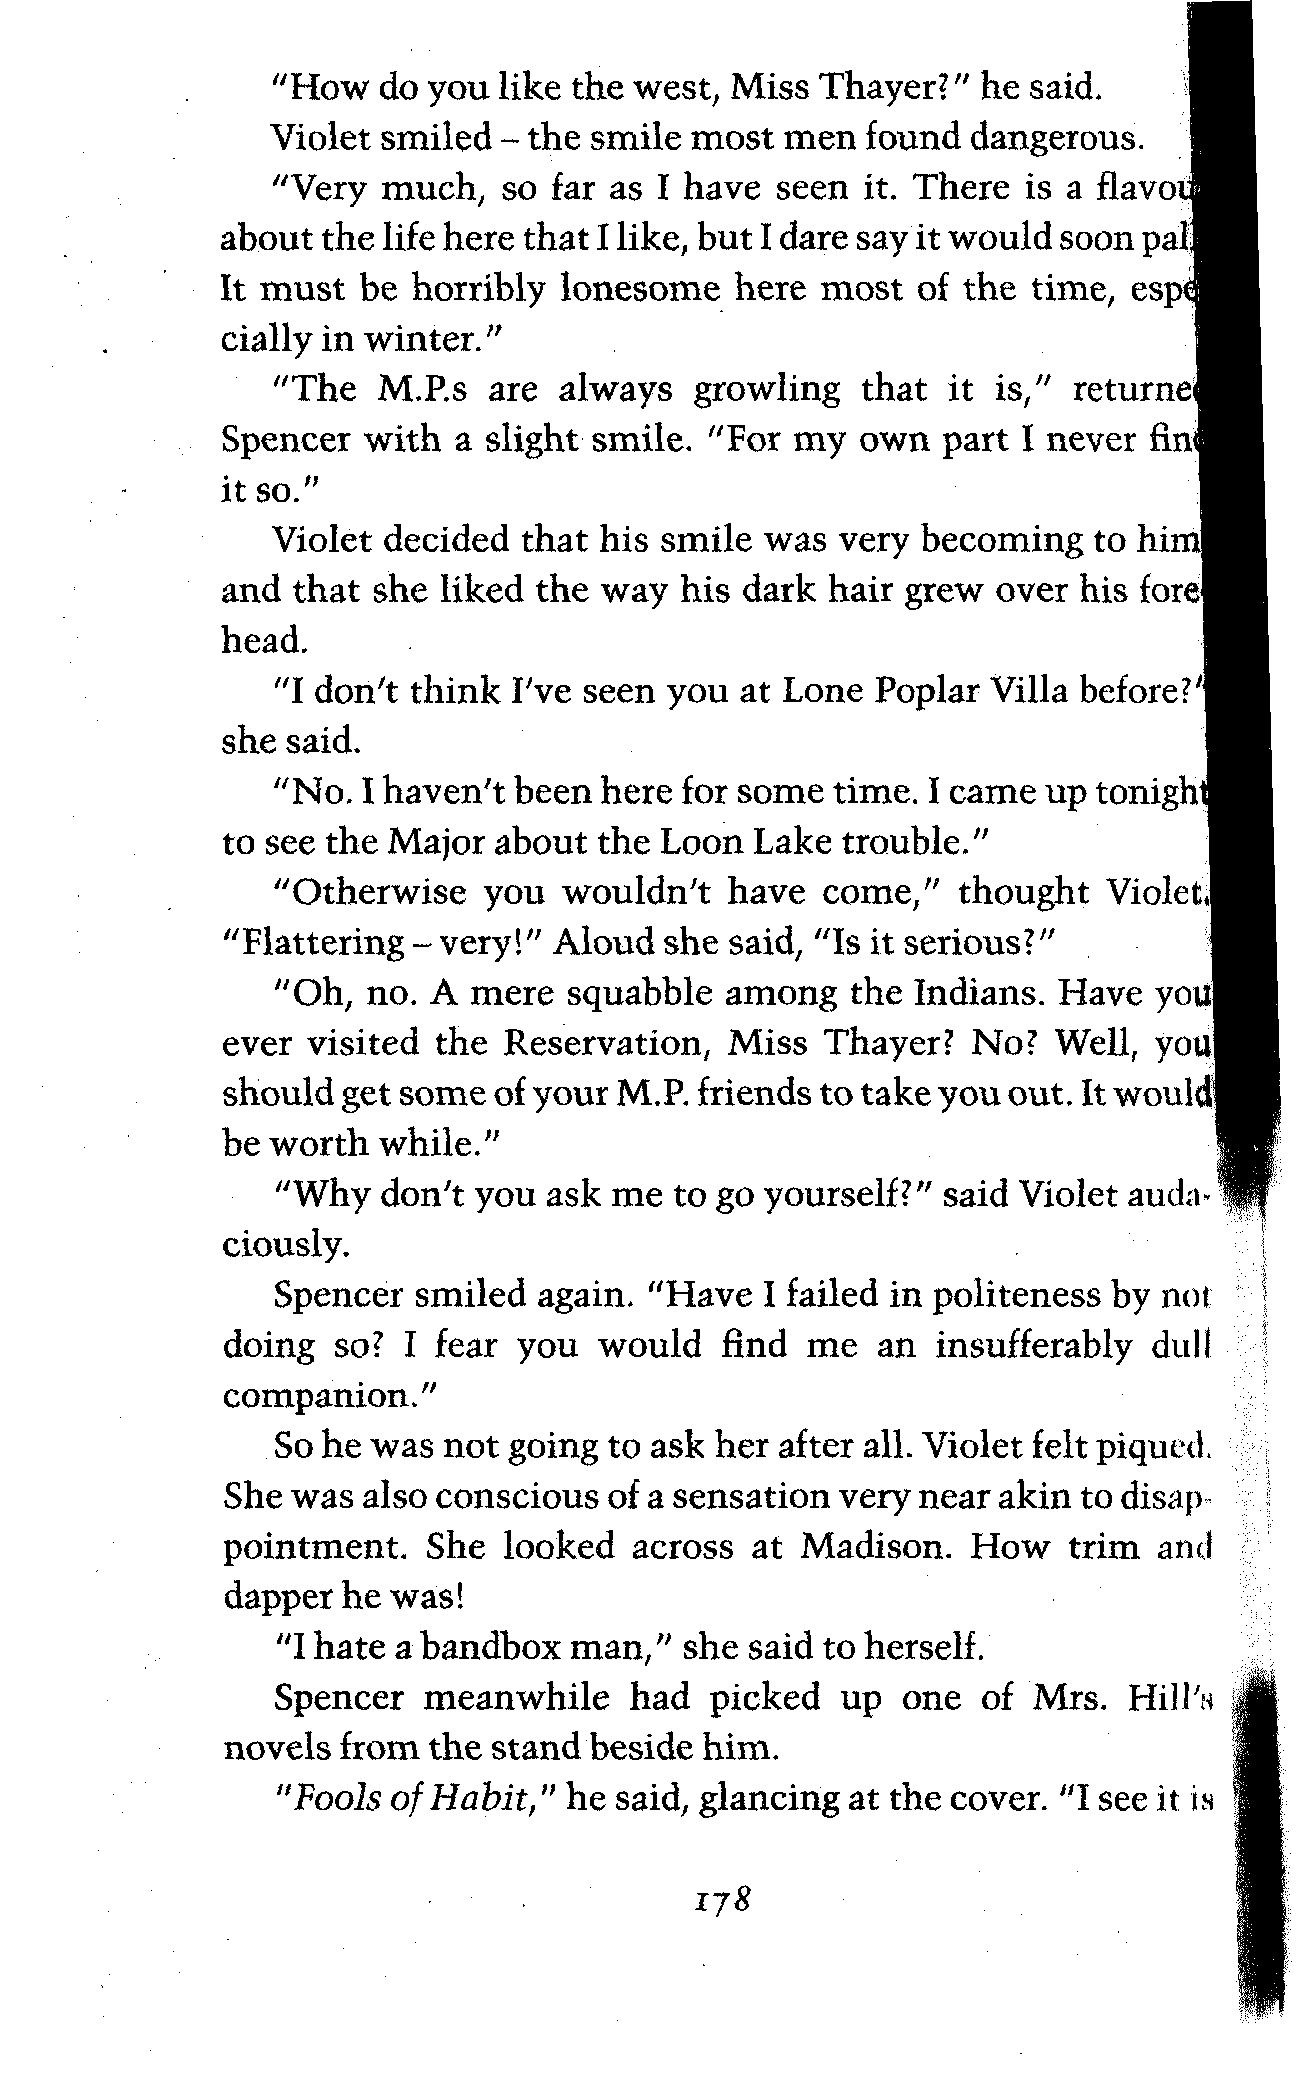 "How do you like the west, Miss Thayer?" he said.
Violet smiled – the smile most men found dangerous.
"Very much, so far as I have seen it. There is a flavou
about the life here that I like, but I dare say it would soon pal
It must be horribly lonesome here most of the time, espe
cially in winter."
"The M.P.s are always growling that it is," returned
Spencer with a slight smile. "For my own part I never find
it so."
Violet decided that his smile was very becoming to him
and that she liked the way his dark hair grew over his fore
head.
"I don't think I've seen you at Lone Poplar Villa before?"
she said.
"No. I haven't been here for some time. I came up tonight
to see the Major about the Loon Lake trouble."
"Otherwise you wouldn't have come," thought Violet.
"Flattering – very!" Aloud she said, "Is it serious?"
"Oh, no. A mere squabble among the Indians. Have you
ever visited the Reservation, Miss Thayer? No? Well, you
should get some of your M.P. friends to take you out. It would
be worth while."
"Why don't you ask me to go yourself?" said Violet auda-
ciously.
Spencer smiled again. "Have I failed in politeness by not
doing so? I fear you would find me an insufferably dull
companion."
So he was not going to ask her after all. Violet felt piqued.
She was also conscious of a sensation very near akin to disap-
pointment. She looked across at Madison. How trim and
dapper he was!
"I hate a bandbox man," she said to herself.
Spencer meanwhile had picked up one of Mrs. Hill's
novels from the stand beside him.
"Fools of Habit," he said, glancing at the cover. "I see it is
178